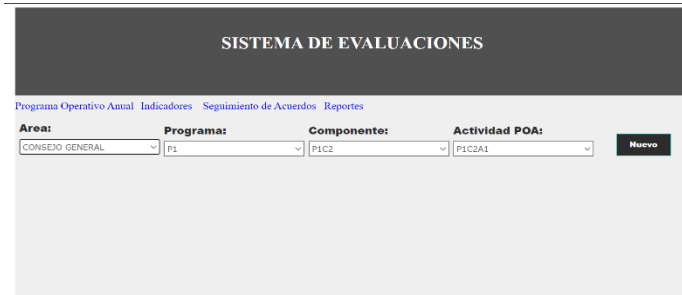 SISTEMA DE EVALUACIONES
Programa Operativo Anual Indicadores Seguimiento de Acuerdos Reportes
Area: Programa: Componente: Actividad POA:
CONSEJO GENERAL P1 P1C2 P1C2A1 Nuevo